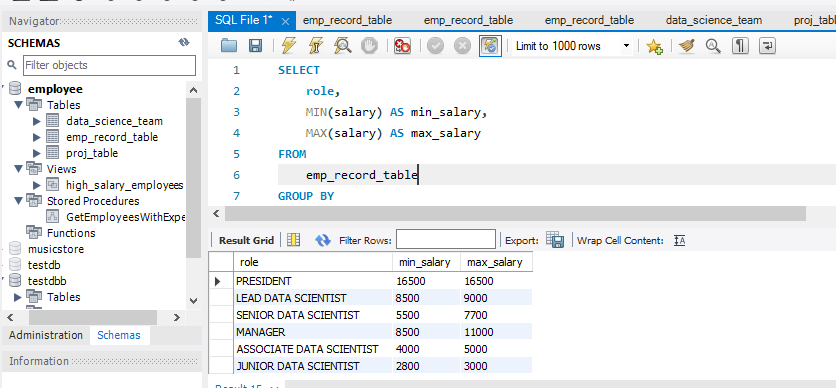 Navigator
SCHEMAS
Filter objects
employee
Tables
data_science_team
emp_record_table
proj_table
Views
high_salary_employees
Stored Procedures
GetEmployeesWithExpe
Functions
musicstore
testdb
testdbb
Tables
Administration Schemas
Information
SQL File 1* emp_record_table emp_record_table emp_record_table data_science_team proj_tabl
Limit to 1000 rows
1 SELECT
2 role,
3 MIN(salary) AS min_salary,
4 MAX(salary) AS max_salary
5 FROM
6 emp_record_table
7 GROUP BY
Result Grid Filter Rows: Export: Wrap Cell Content: IA
role min_salary max_salary
PRESIDENT 16500 16500
LEAD DATA SCIENTIST 8500 9000
SENIOR DATA SCIENTIST 5500 7700
MANAGER 8500 11000
ASSOCIATE DATA SCIENTIST 4000 5000
JUNIOR DATA SCIENTIST 2800 3000